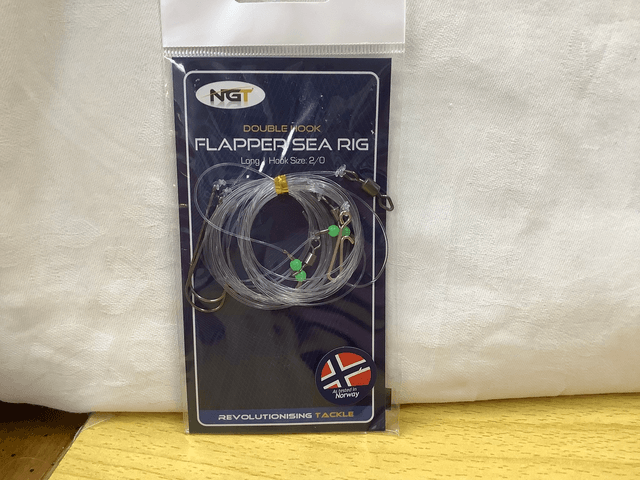 NGT
DOUBLE HOOK
FLAPPER SEA RIG
Long | Hook Size: 2/0
As tested in
Norway
REVOLUTIONISING TACKLE